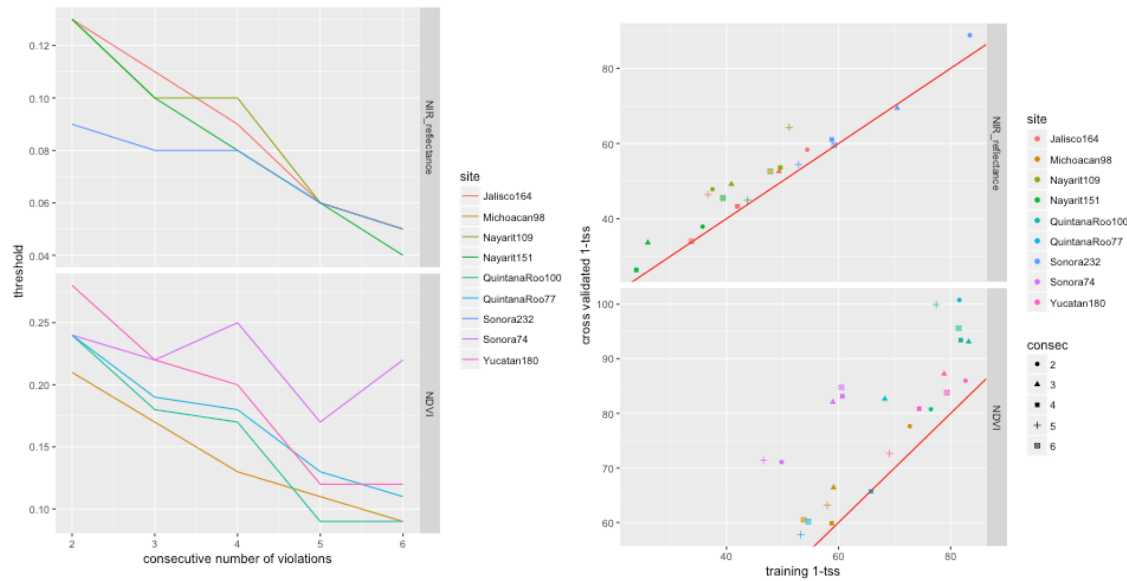 0.12
0.10
0.08
0.06
0.04
NIR_reflectance
0.25
0.20
0.15
0.10
NDVI
threshold
2 3 4 5 6
consecutive number of violations
site
Jalisco164
Michoacan98
Nayarit109
Nayarit151
QuintanaRoo100
QuintanaRoo77
Sonora232
Sonora74
Yucatan180
80
60
40
NIR_reflectance
100
90
80
70
60
NDVI
cross validated 1-tss
40 60 80
training 1-tss
site
Jalisco164
Michoacan98
Nayarit109
Nayarit151
QuintanaRoo100
QuintanaRoo77
Sonora232
Sonora74
Yucatan180
consec
2
3
4
5
6